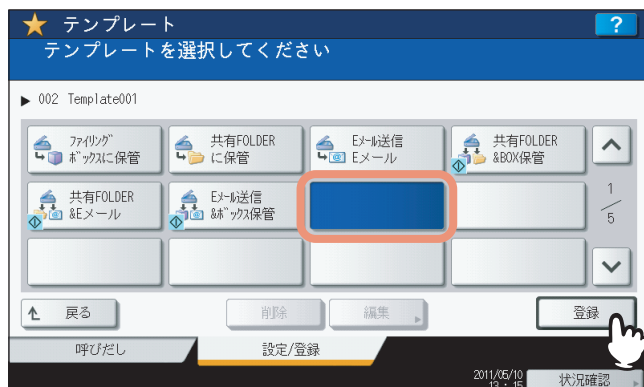 テンプレート
?
テンプレートを選択してください
002 Template001
ﾌｧｲﾘﾝｸﾞ
ﾎﾞｯｸｽに保管
共有FOLDER
に保管
Eﾒｰﾙ送信
Eメール
共有FOLDER
&BOX保管
共有FOLDER
&Eメール
Eﾒｰﾙ送信
&ﾎﾞｯｸｽ保管
1
5
戻る
削除
編集
登録
呼びだし
設定/登録
2011/05/10
13 : 15
状況確認